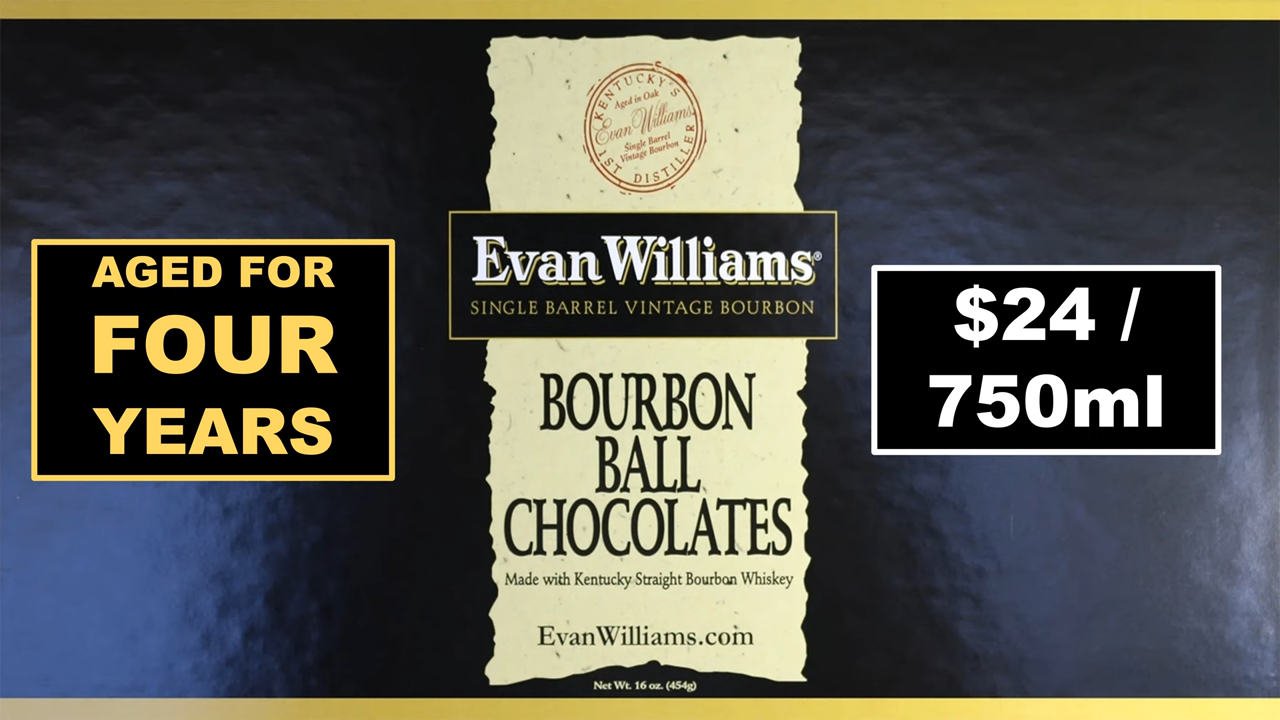 KENTUCKY'S
Aged in Oak
Evan Williams
Single Barrel
Vintage Bourbon
1ST DISTILLER
Evan Williams®
SINGLE BARREL VINTAGE BOURBON
AGED FOR
FOUR
YEARS
$24 /
750ml
BOURBON
BALL
CHOCOLATES
Made with Kentucky Straight Bourbon Whiskey
EvanWilliams.com
Net Wt. 16 oz. (454g)